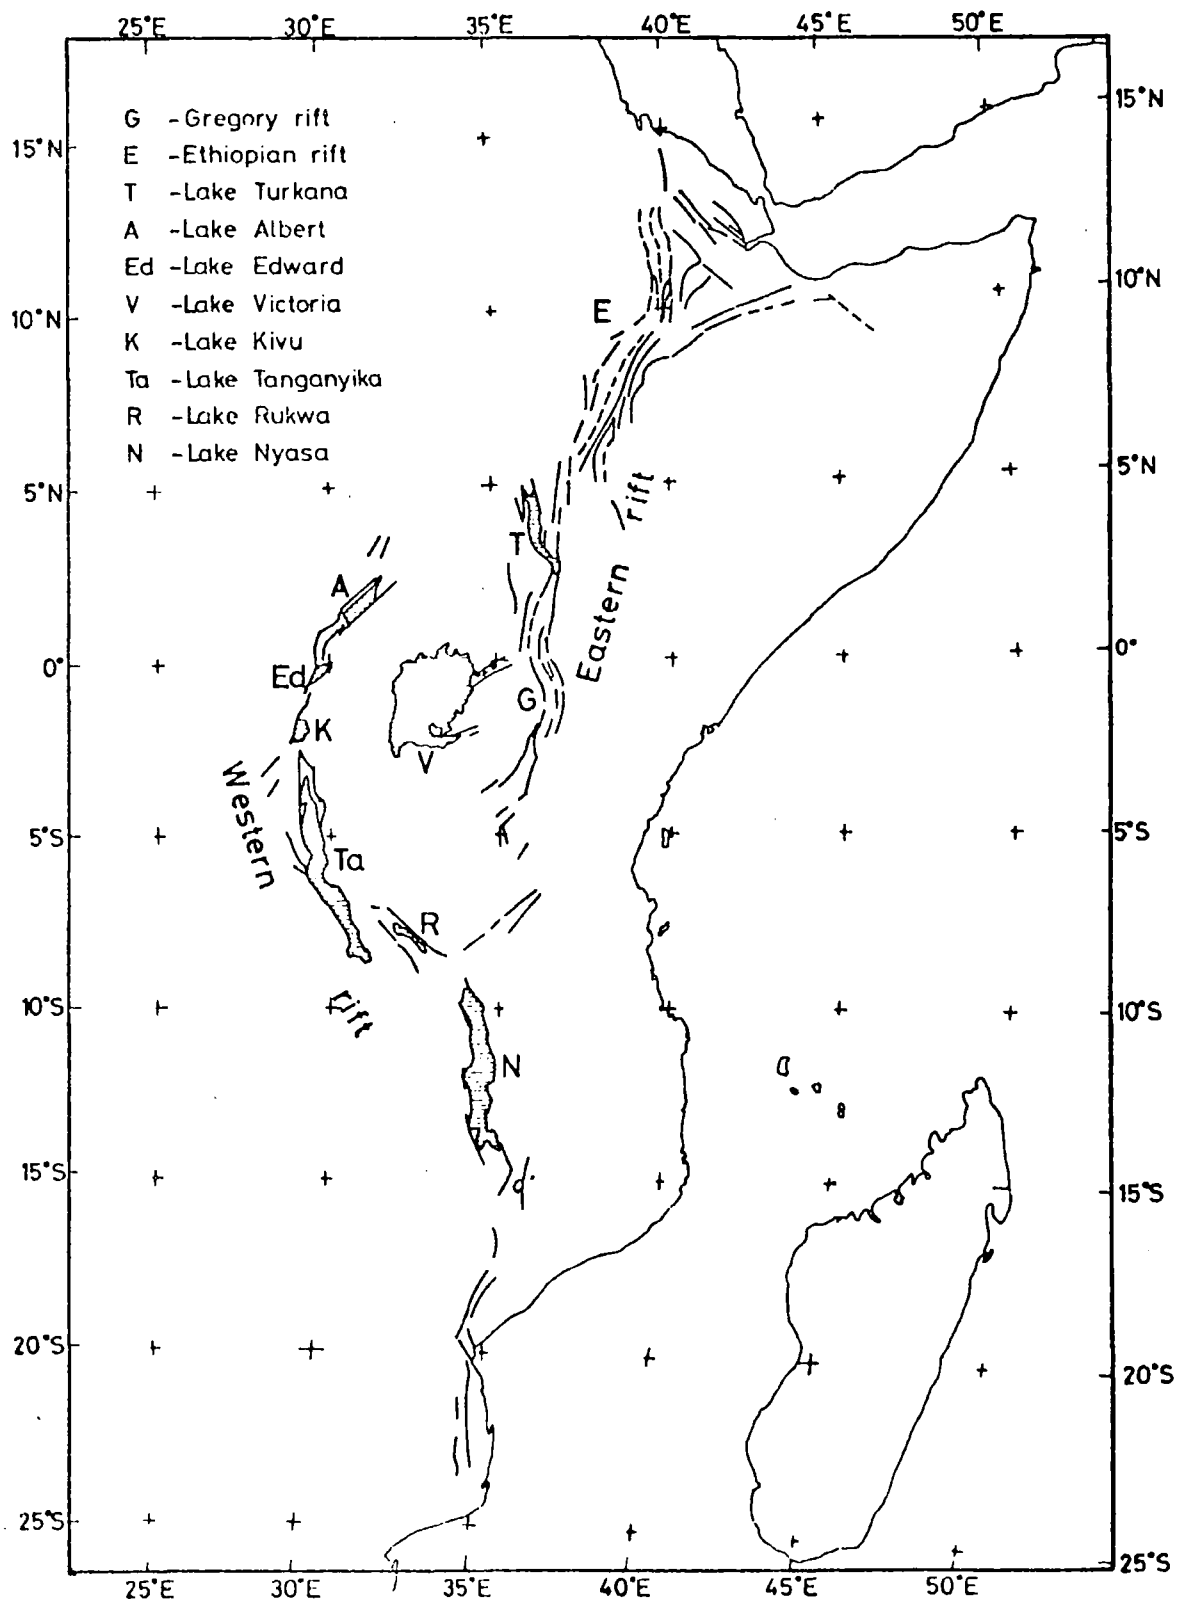 25°E 30°E 35°E 40°E 45°E 50°E
G -Gregory rift
E -Ethiopian rift
T -Lake Turkana
A -Lake Albert
Ed -Lake Edward
V -Lake Victoria
K -Lake Kivu
Ta -Lake Tanganyika
R -Lake Rukwa
N -Lake Nyasa
15°N
10°N
5°N
0°
5°S
10°S
15°S
20°S
25°S
15°N
10°N
5°N
0°
5°S
10°S
15°S
20°S
25°S
E
T
Eastern rift
A
Ed
K
G
V
Western rift
Ta
R
N
25°E 30°E 35°E 40°E 45°E 50°E